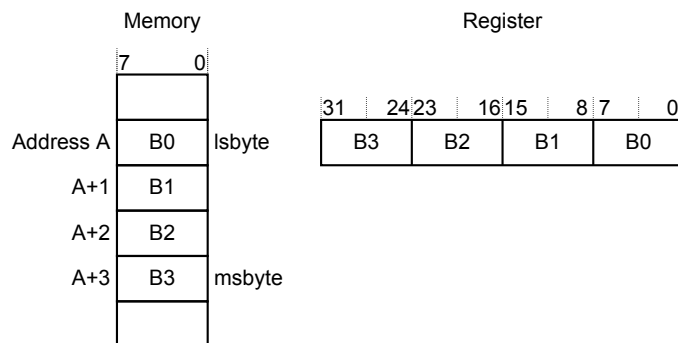 Memory
Register
7 0
31 24 23 16 15 8 7 0
Address A B0 lsbyte
B3 B2 B1 B0
A+1 B1
A+2 B2
A+3 B3 msbyte